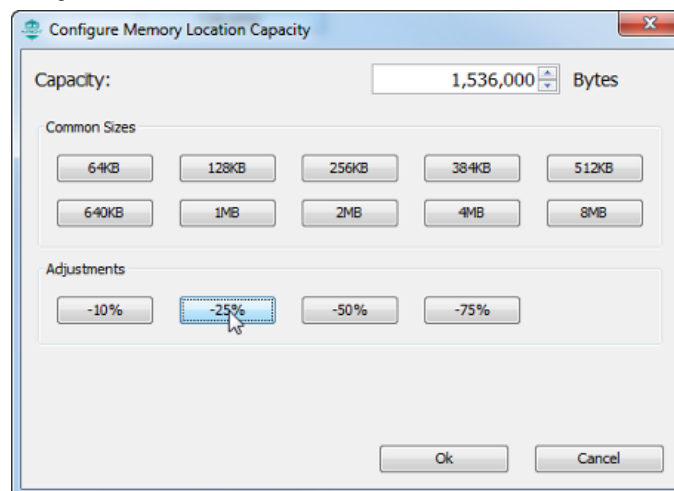 Configure Memory Location Capacity
Capacity: 1,536,000 Bytes
Common Sizes
64KB 128KB 256KB 384KB 512KB
640KB 1MB 2MB 4MB 8MB
Adjustments
-10% -25% -50% -75%
Ok Cancel